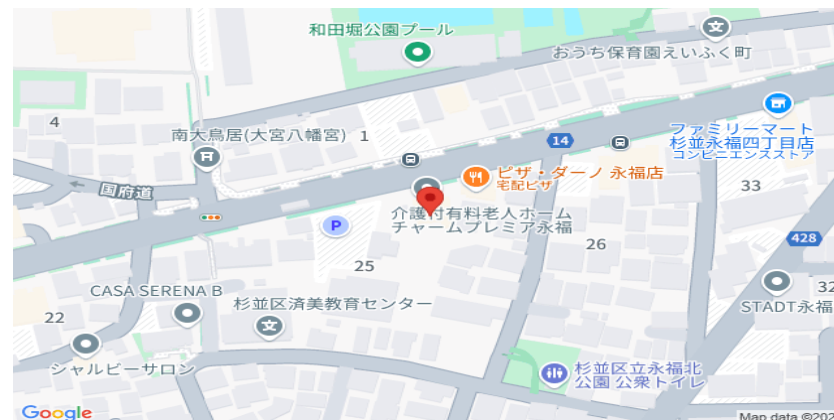 和田堀公園プール
おうち保育園えいふく町
4
南大鳥居(大宮八幡宮)
1
14
ファミリーマート
杉並永福四丁目店
コンビニエンスストア
国府道
ピザ・ダーノ 永福店
宅配ピザ
33
介護付有料老人ホーム
チャームプレミア永福
P
428
26
25
CASA SERENA B
杉並区済美教育センター
32
STADT永福
22
シャルビーサロン
杉並区立永福北
公園 公衆トイレ
Google
Map data ©202